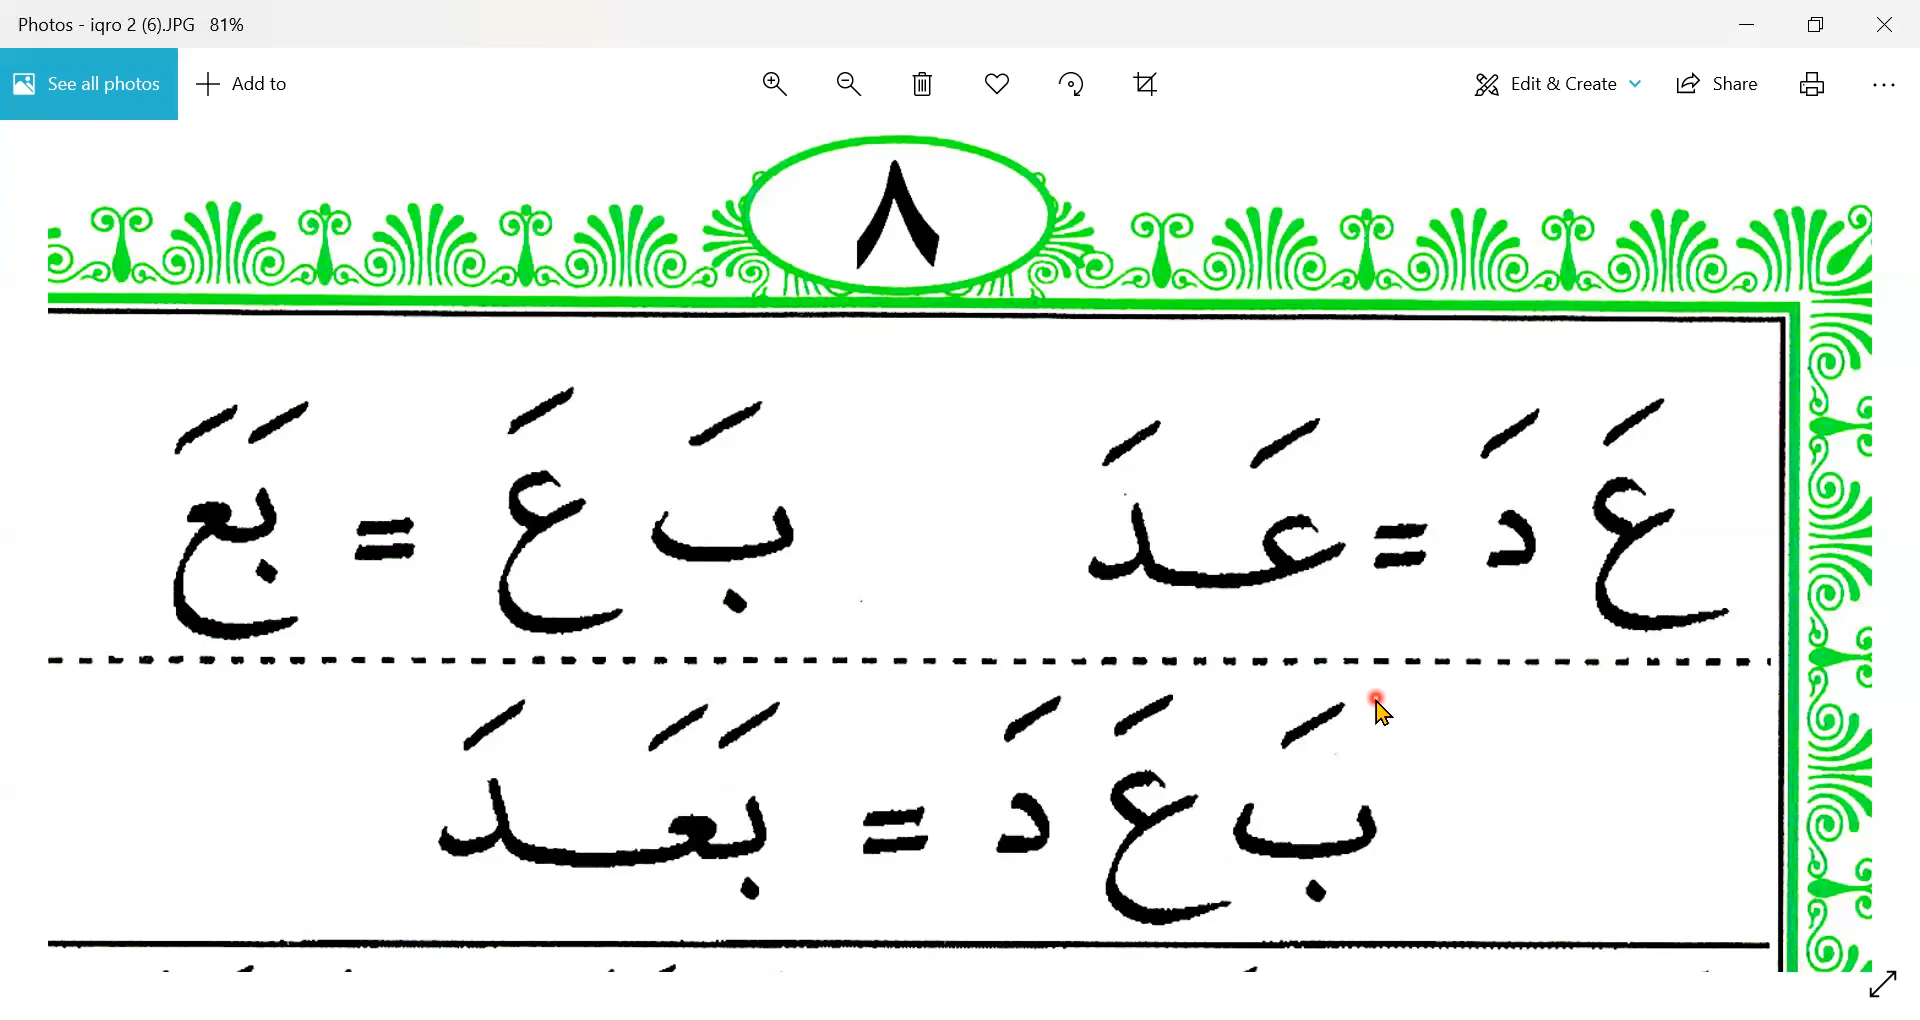 Photos - iqro 2 (6).JPG 81%
See all photos
Add to
Edit & Create
Share
٨
عَ دَ = عَدَ بَ عَ = بَعَ
بَ عَ دَ = بَعَدَ